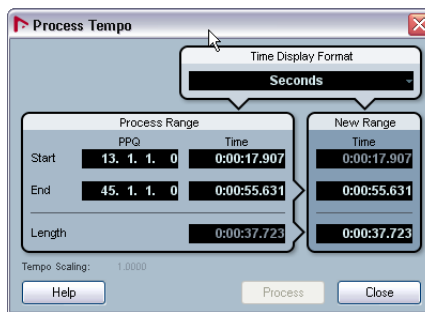 Process Tempo
Time Display Format
Seconds
Process Range
New Range
PPQ Time
Time
Start 13. 1. 1. 0 0:00:17.907 0:00:17.907
End 45. 1. 1. 0 0:00:55.631 0:00:55.631
Length 0:00:37.723 0:00:37.723
Tempo Scaling: 1.0000
Help Process Close